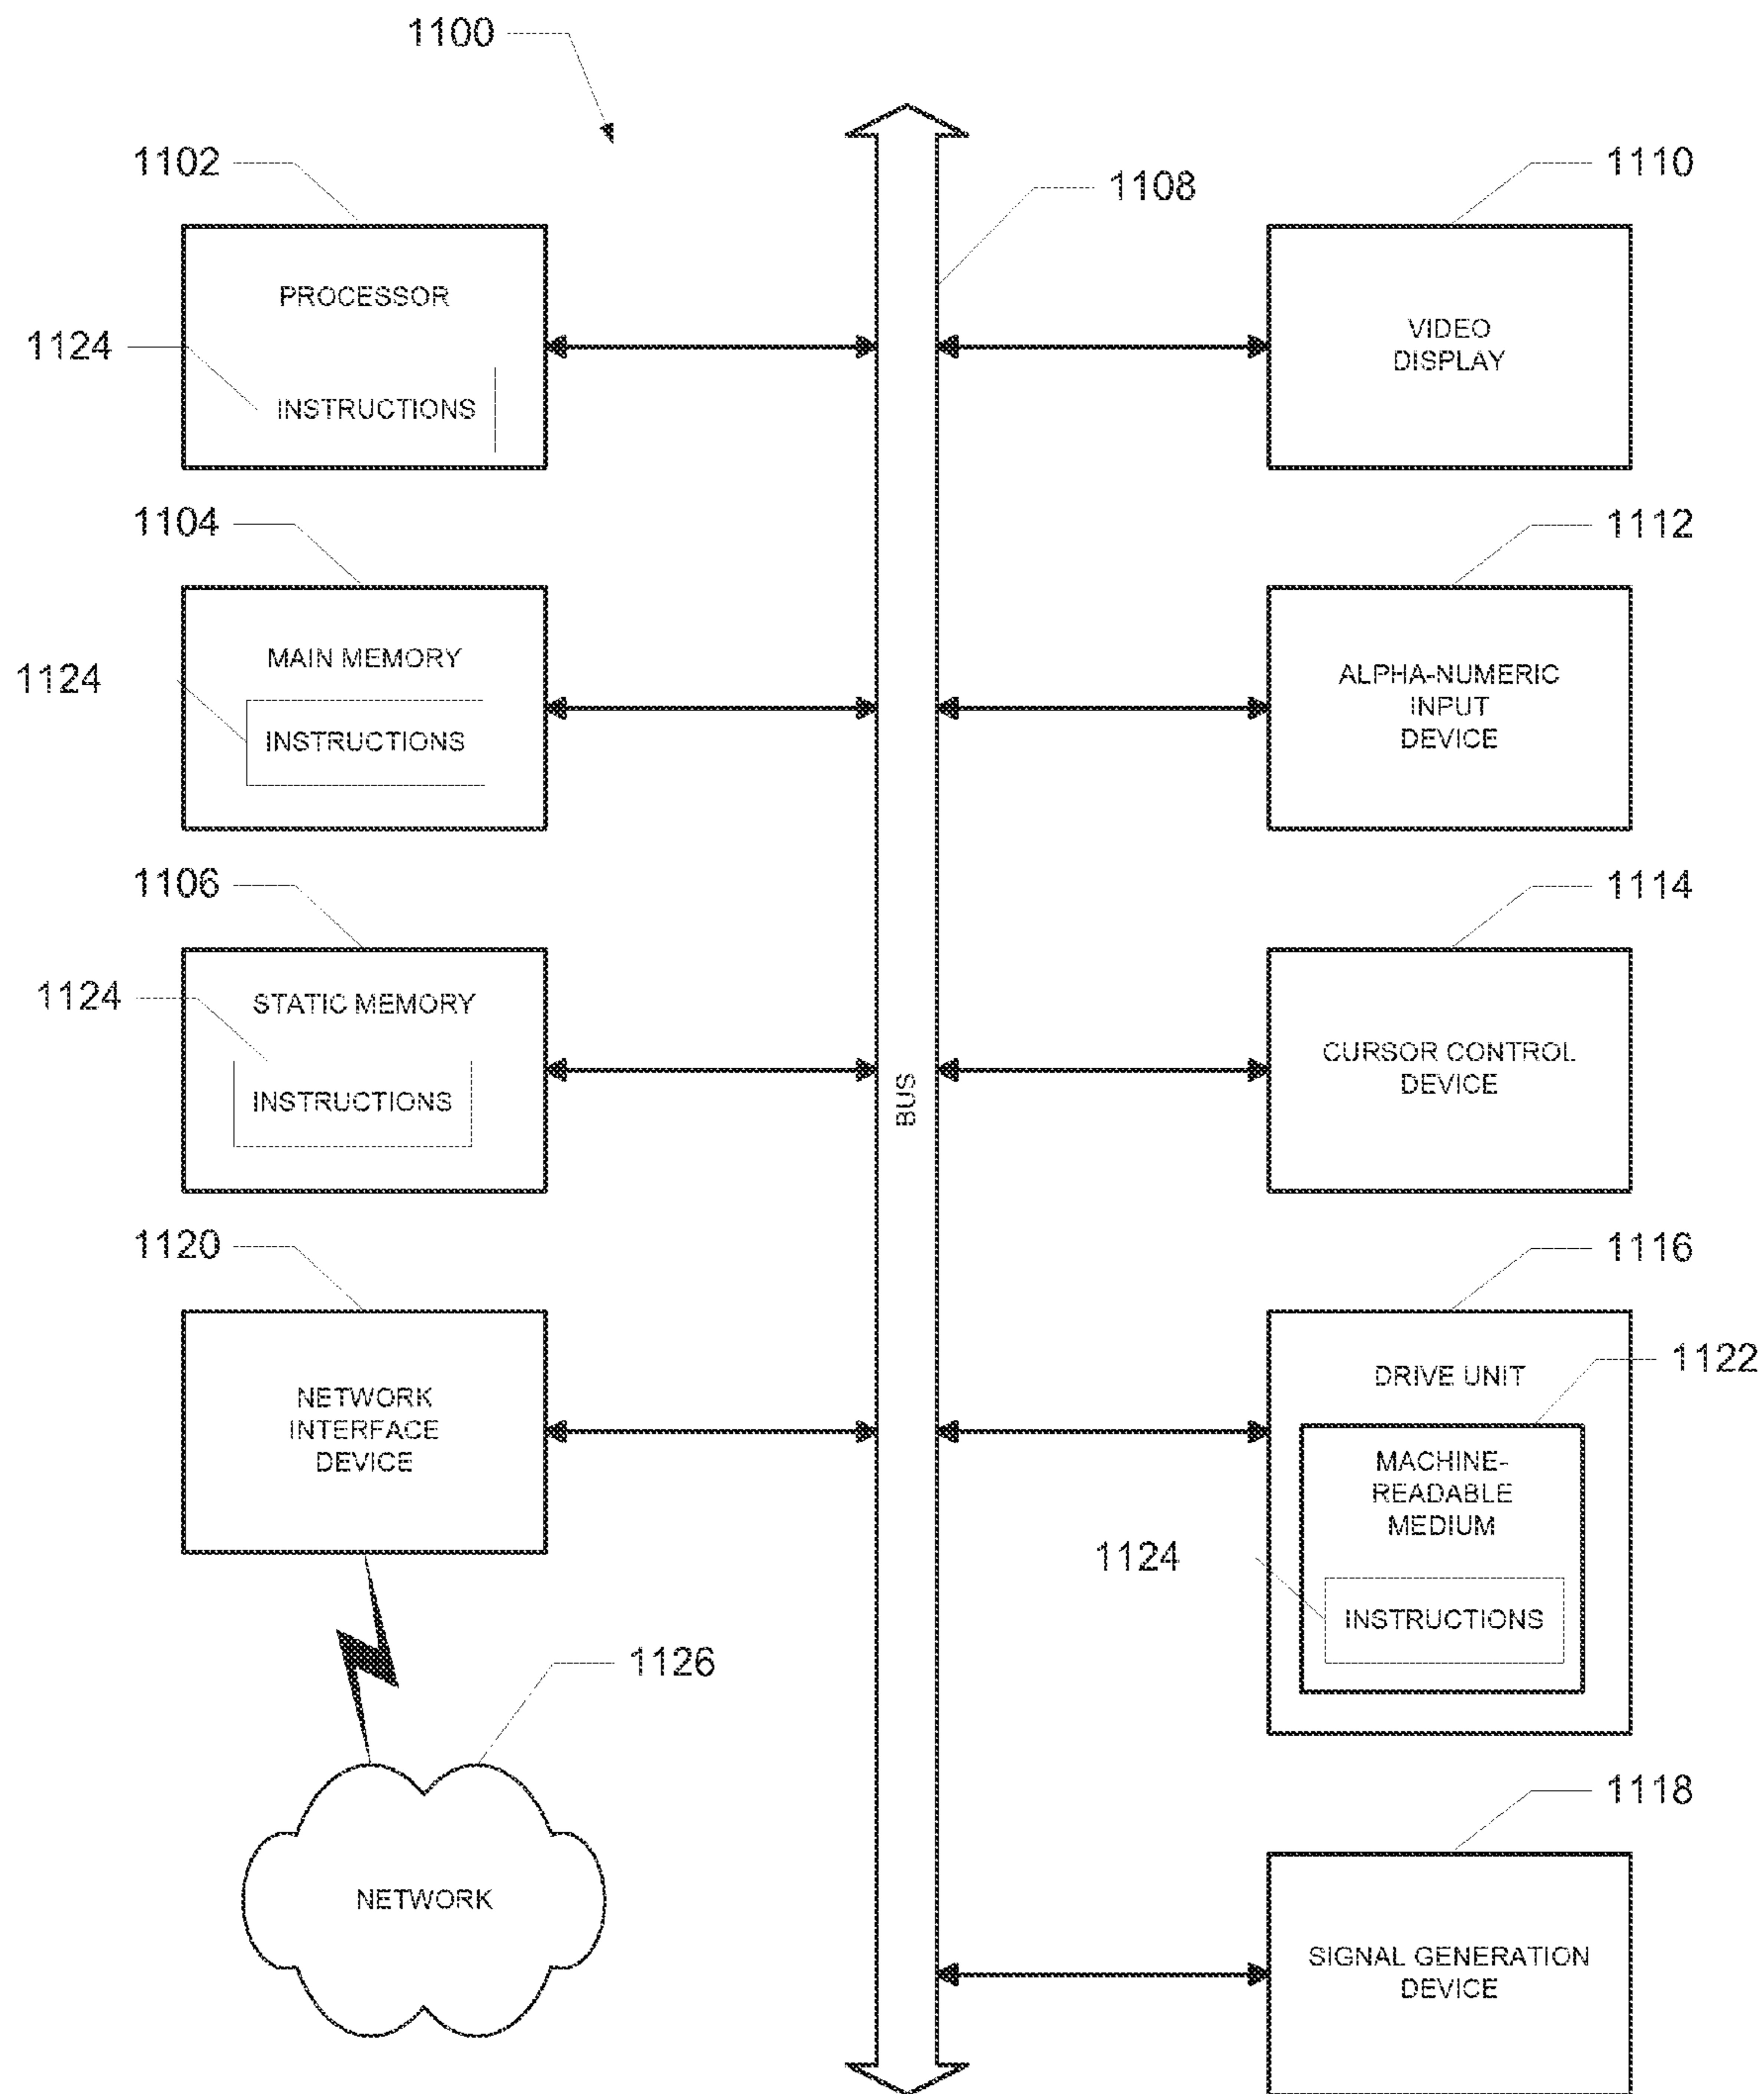 1100
1102
1108
1110
PROCESSOR
1124
INSTRUCTIONS
VIDEO
DISPLAY
1104
1112
MAIN MEMORY
1124
INSTRUCTIONS
ALPHA-NUMERIC
INPUT
DEVICE
1106
1114
STATIC MEMORY
1124
INSTRUCTIONS
CURSOR CONTROL
DEVICE
BUS
1120
1116
NETWORK
INTERFACE
DEVICE
DRIVE UNIT
1122
MACHINE-
READABLE
MEDIUM
1124
INSTRUCTIONS
1126
NETWORK
1118
SIGNAL GENERATION
DEVICE